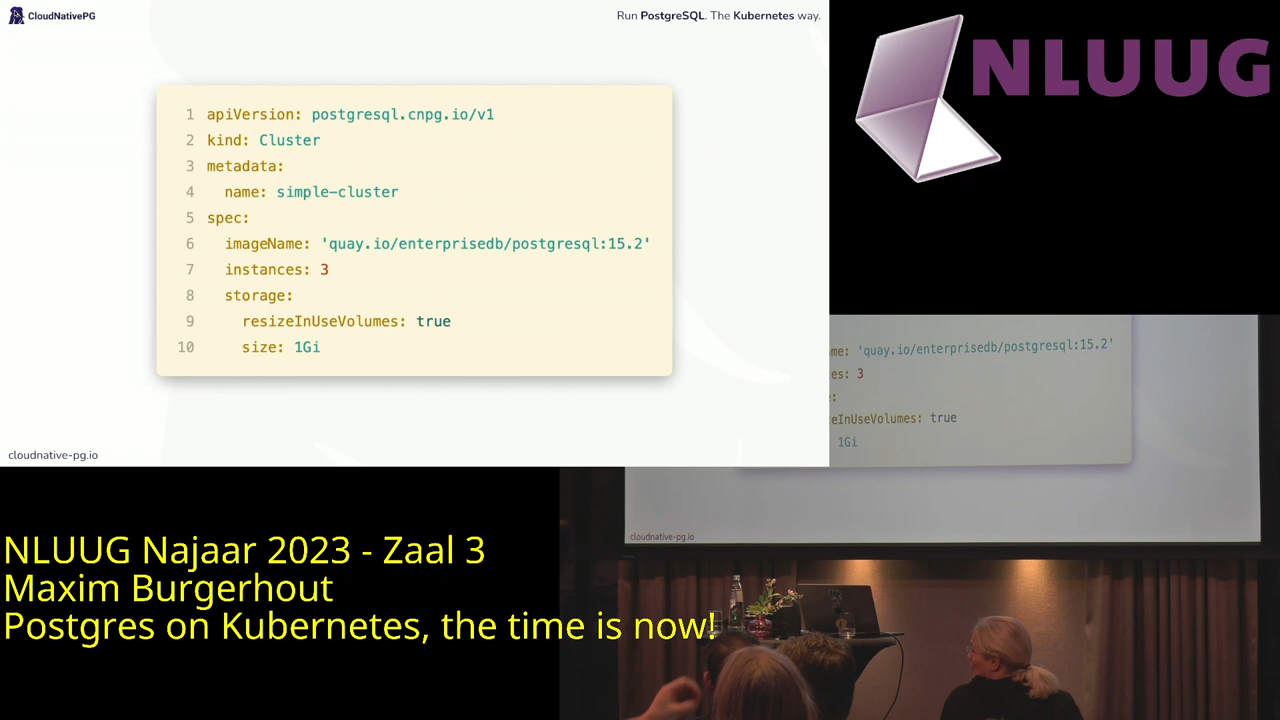 CloudNativePG
Run PostgreSQL. The Kubernetes way.
1 apiVersion: postgresql.cnpg.io/v1
2 kind: Cluster
3 metadata:
4 name: simple-cluster
5 spec:
6 imageName: 'quay.io/enterprisedb/postgresql:15.2'
7 instances: 3
8 storage:
9 resizeInUseVolumes: true
10 size: 1Gi
cloudnative-pg.io
NLUUG
me: 'quay.io/enterprisedb/postgresql:15.2'
es: 3
e:
zeInUseVolumes: true
1Gi
cloudnative-pg.io
NLUUG Najaar 2023 - Zaal 3
Maxim Burgerhout
Postgres on Kubernetes, the time is now!